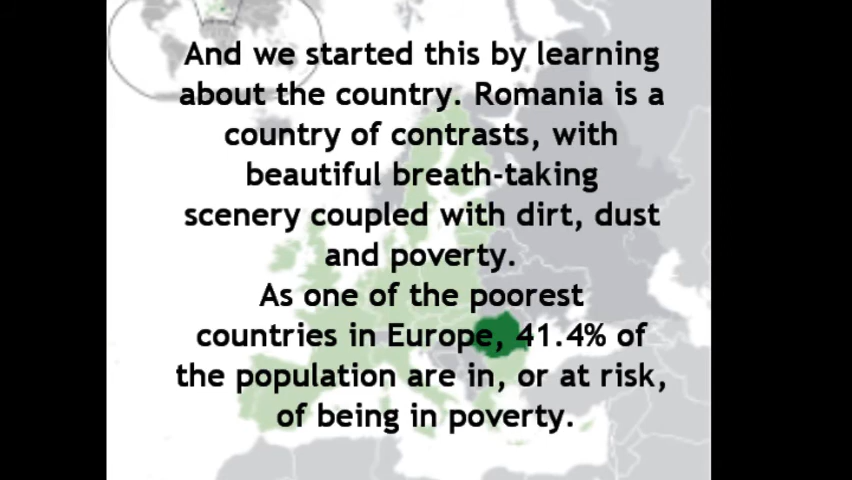 And we started this by learning
about the country. Romania is a
country of contrasts, with
beautiful breath-taking
scenery coupled with dirt, dust
and poverty.
As one of the poorest
countries in Europe, 41.4% of
the population are in, or at risk,
of being in poverty.